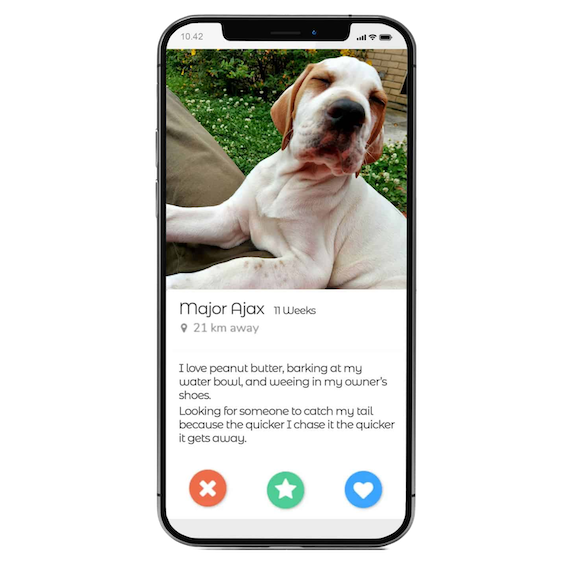 10.42
Major Ajax 11 Weeks
21 km away
I love peanut butter, barking at my
water bowl, and weeing in my owner's
shoes.
Looking for someone to catch my tail
because the quicker I chase it the quicker
it gets away.